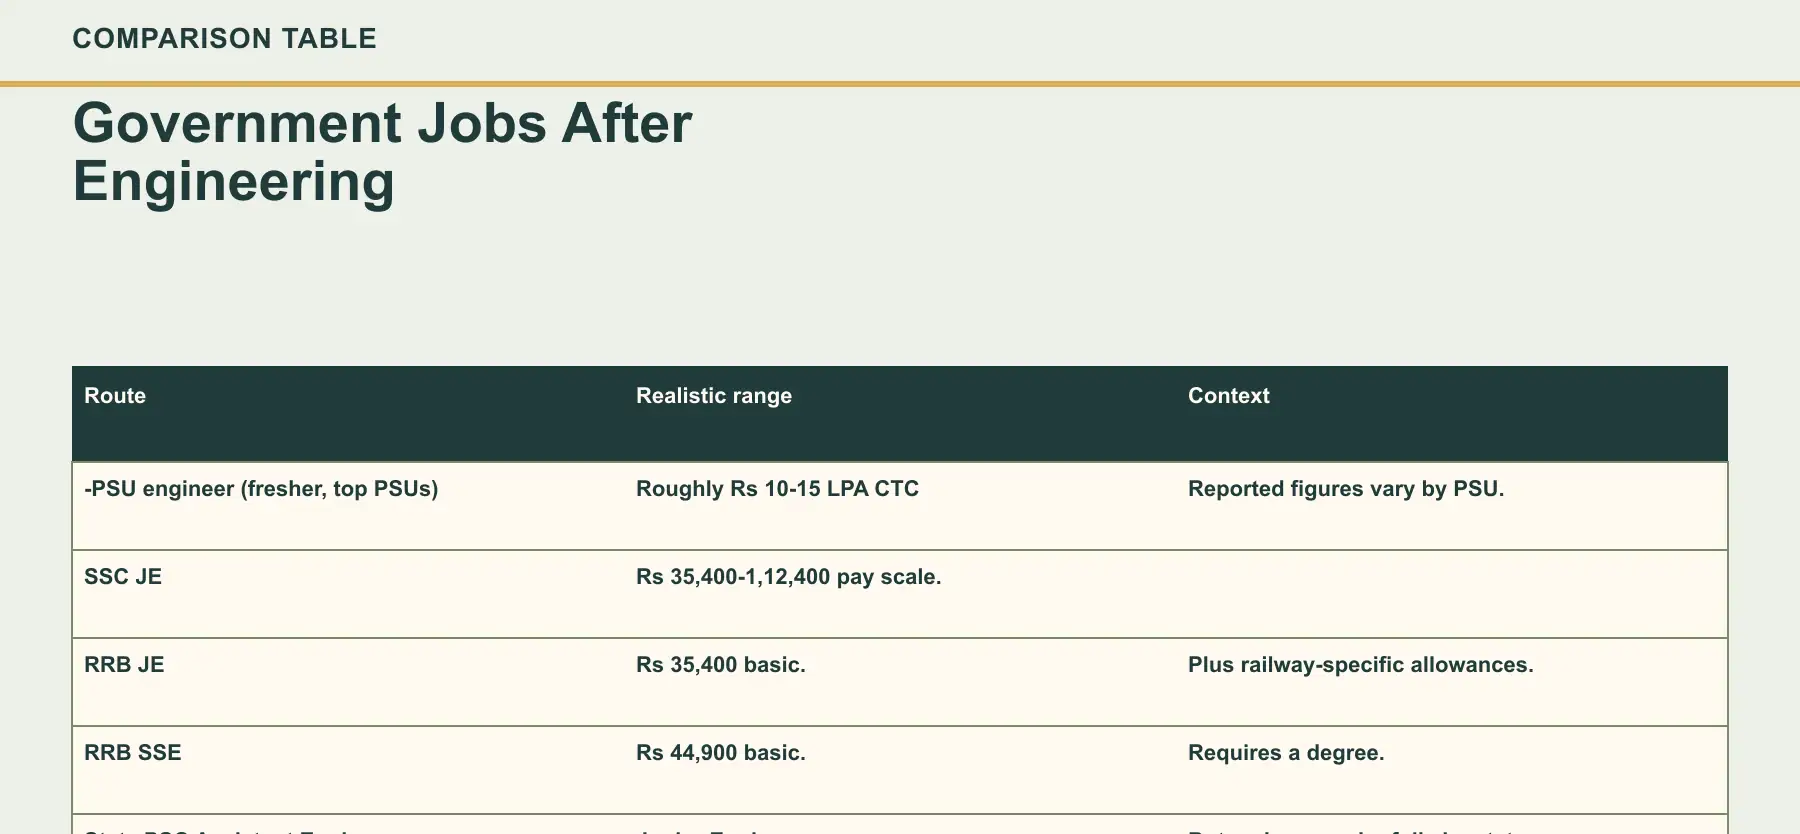 COMPARISON TABLE
Government Jobs After
Engineering
Route Realistic range Context
-PSU engineer (fresher, top PSUs) Roughly Rs 10-15 LPA CTC Reported figures vary by PSU.
SSC JE Rs 35,400-1,12,400 pay scale.
RRB JE Rs 35,400 basic. Plus railway-specific allowances.
RRB SSE Rs 44,900 basic. Requires a degree.